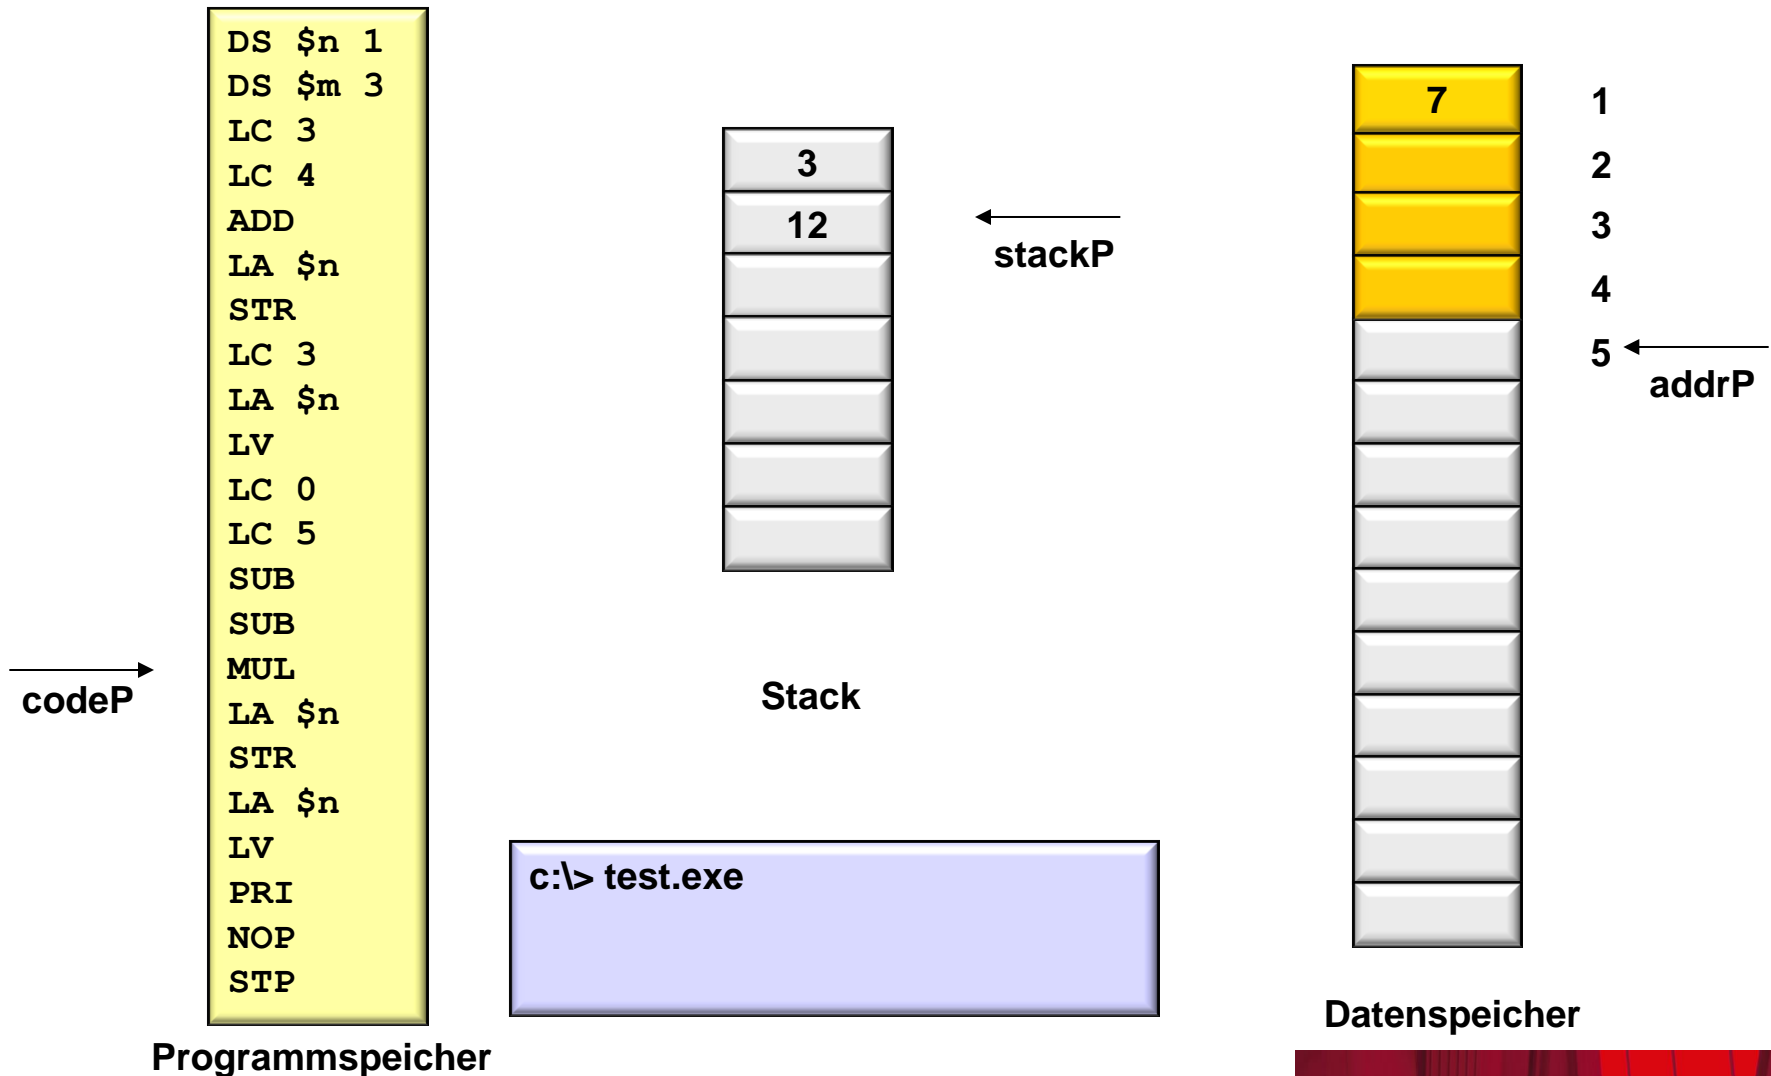 DS $n 1
DS $m 3
LC 3
LC 4
ADD
LA $n
STR
LC 3
LA $n
LV
LC 0
LC 5
SUB
SUB
MUL
LA $n
STR
LA $n
LV
PRI
NOP
STP
codeP
Programmspeicher
3
12
stackP
Stack
c:\> test.exe
7
1
2
3
4
5
addrP
Datenspeicher